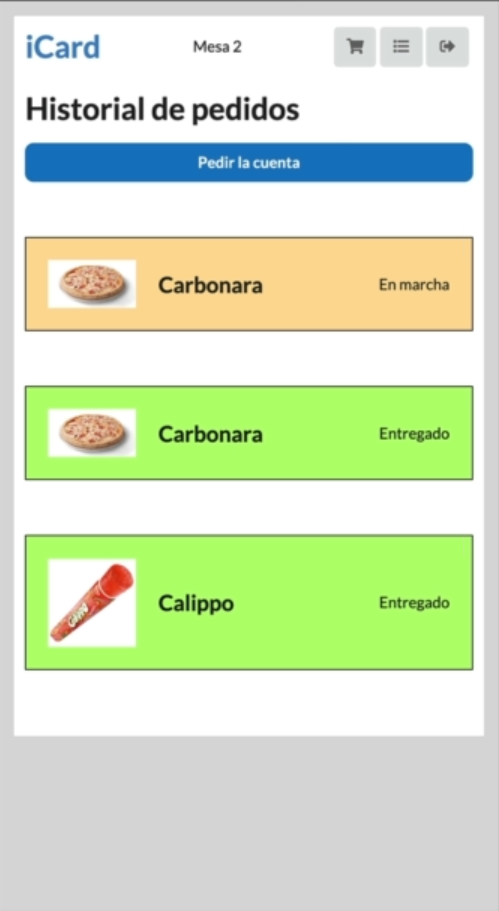 iCard
Mesa 2
Historial de pedidos
Pedir la cuenta
Carbonara
En marcha
Carbonara
Entregado
Calippo
Entregado